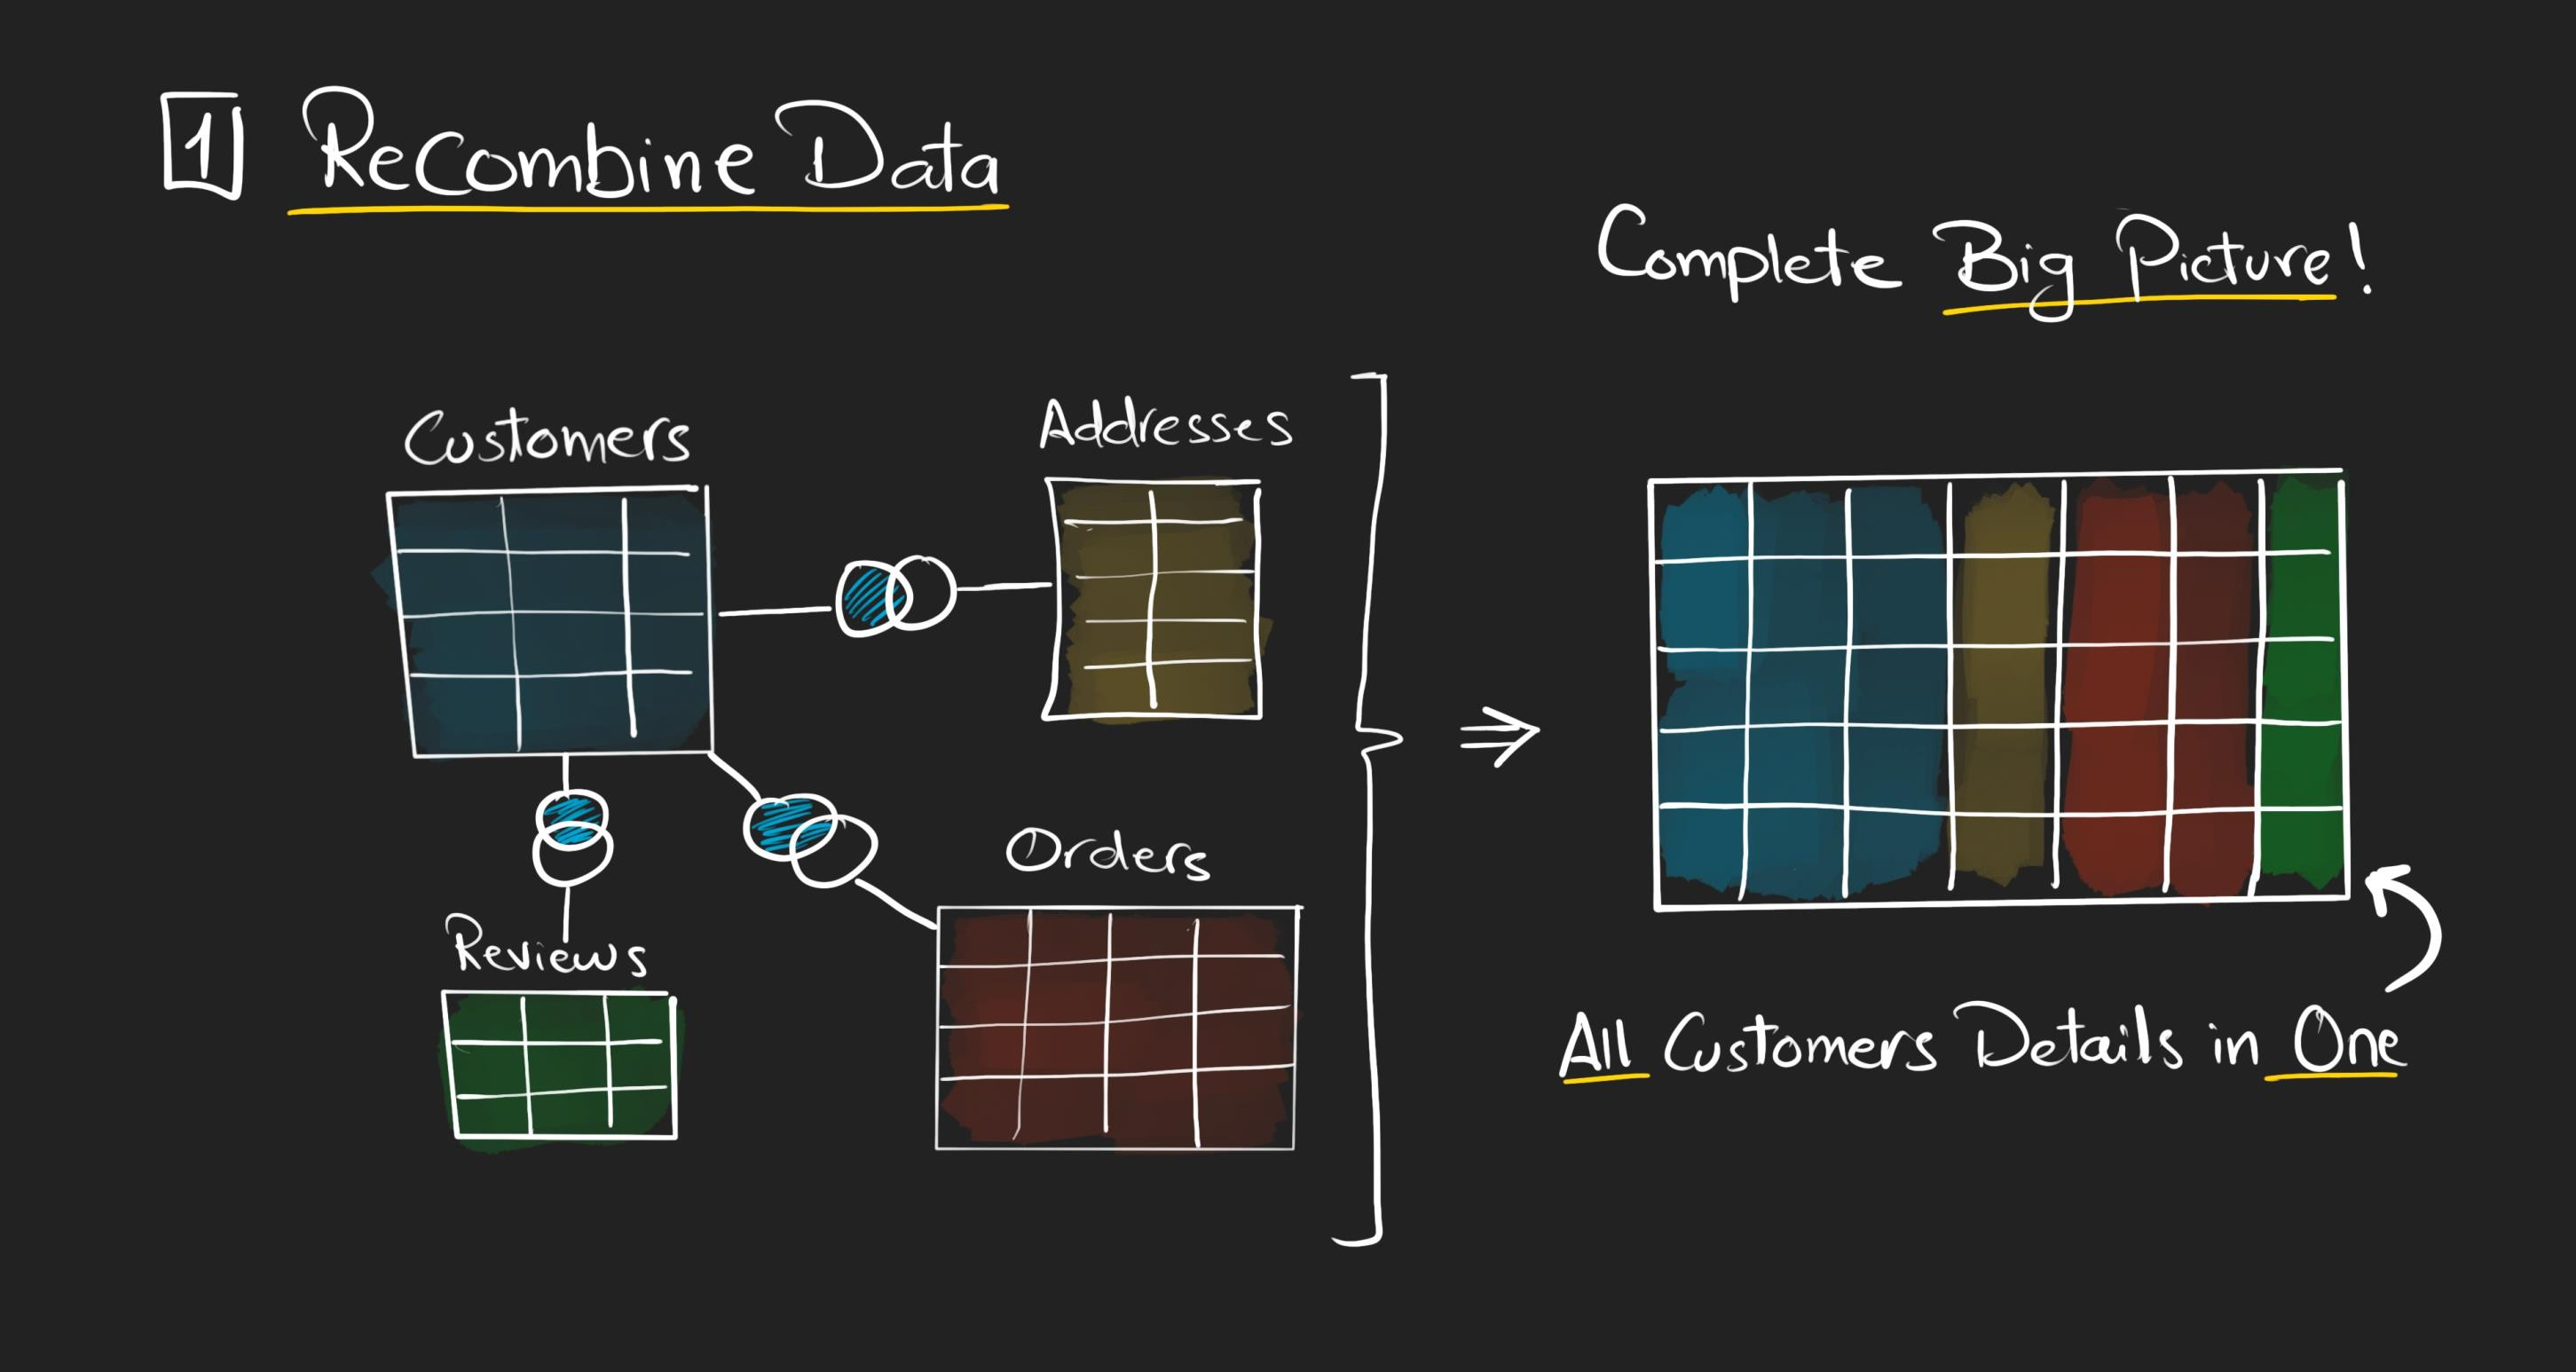 1 Recombine Data
Complete Big Picture!
Customers
Addresses
Orders
Reviews
All Customers Details in One